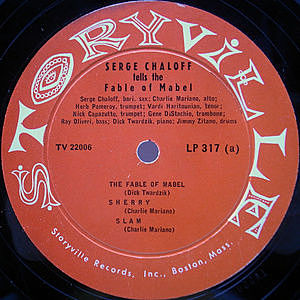 STORYVILLE
SERGE CHALOFF
tells the
Fable of Mabel
Serge Chaloff, bari. sax; Charlie Mariano, alto;
Herb Pomeroy, trumpet; Vardi Haritounian, tenor;
Nick Capazutto, trumpet; Gene DiStachio, trombone;
Ray Oliveri, bass; Dick Twardzik, piano; Jimmy Zitano, drums
TV 22006
LP 317 (a)
THE FABLE OF MABEL
(Dick Twardzik)
SHERRY
(Charlie Mariano)
SLAM
(Charlie Mariano)
Storyville Records, Inc., Boston, Mass.